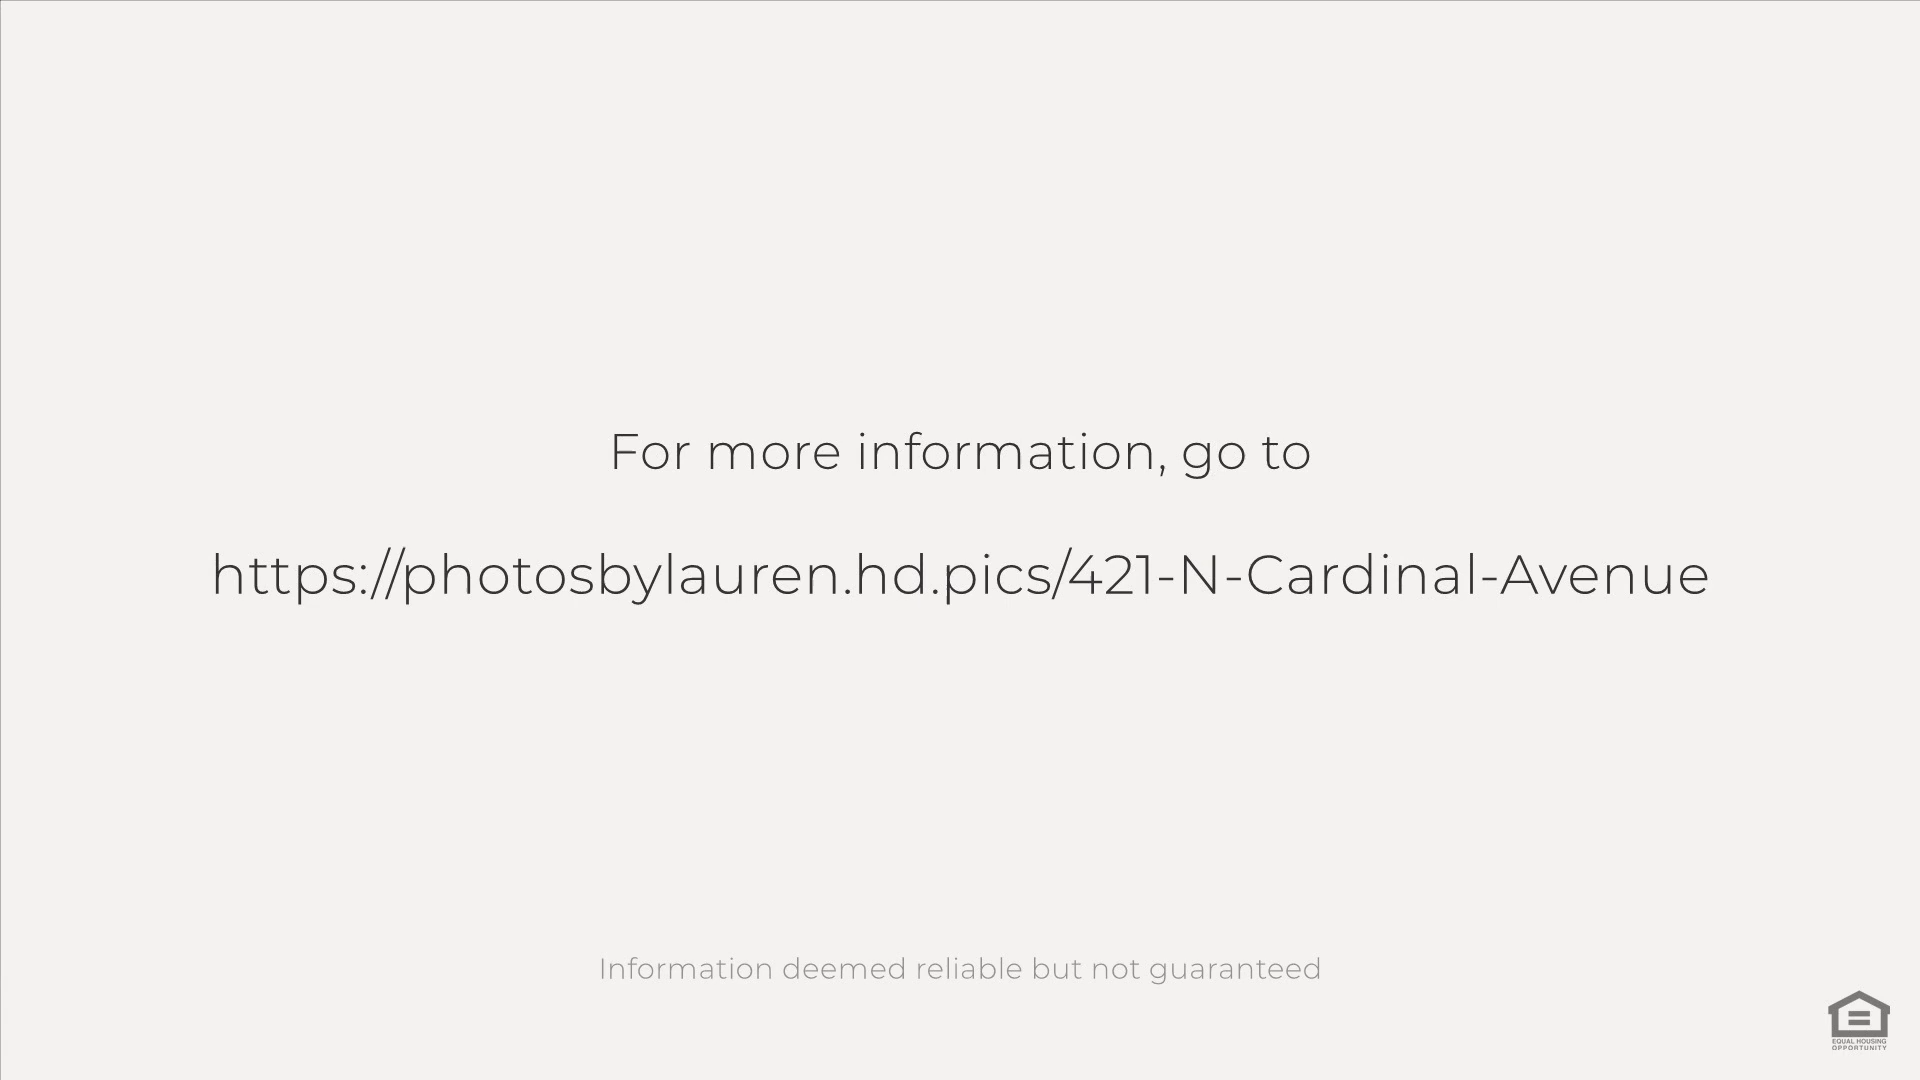 For more information, go to
https://photosbylauren.hd.pics/421-N-Cardinal-Avenue
Information deemed reliable but not guaranteed
EQUAL HOUSING
OPPORTUNITY